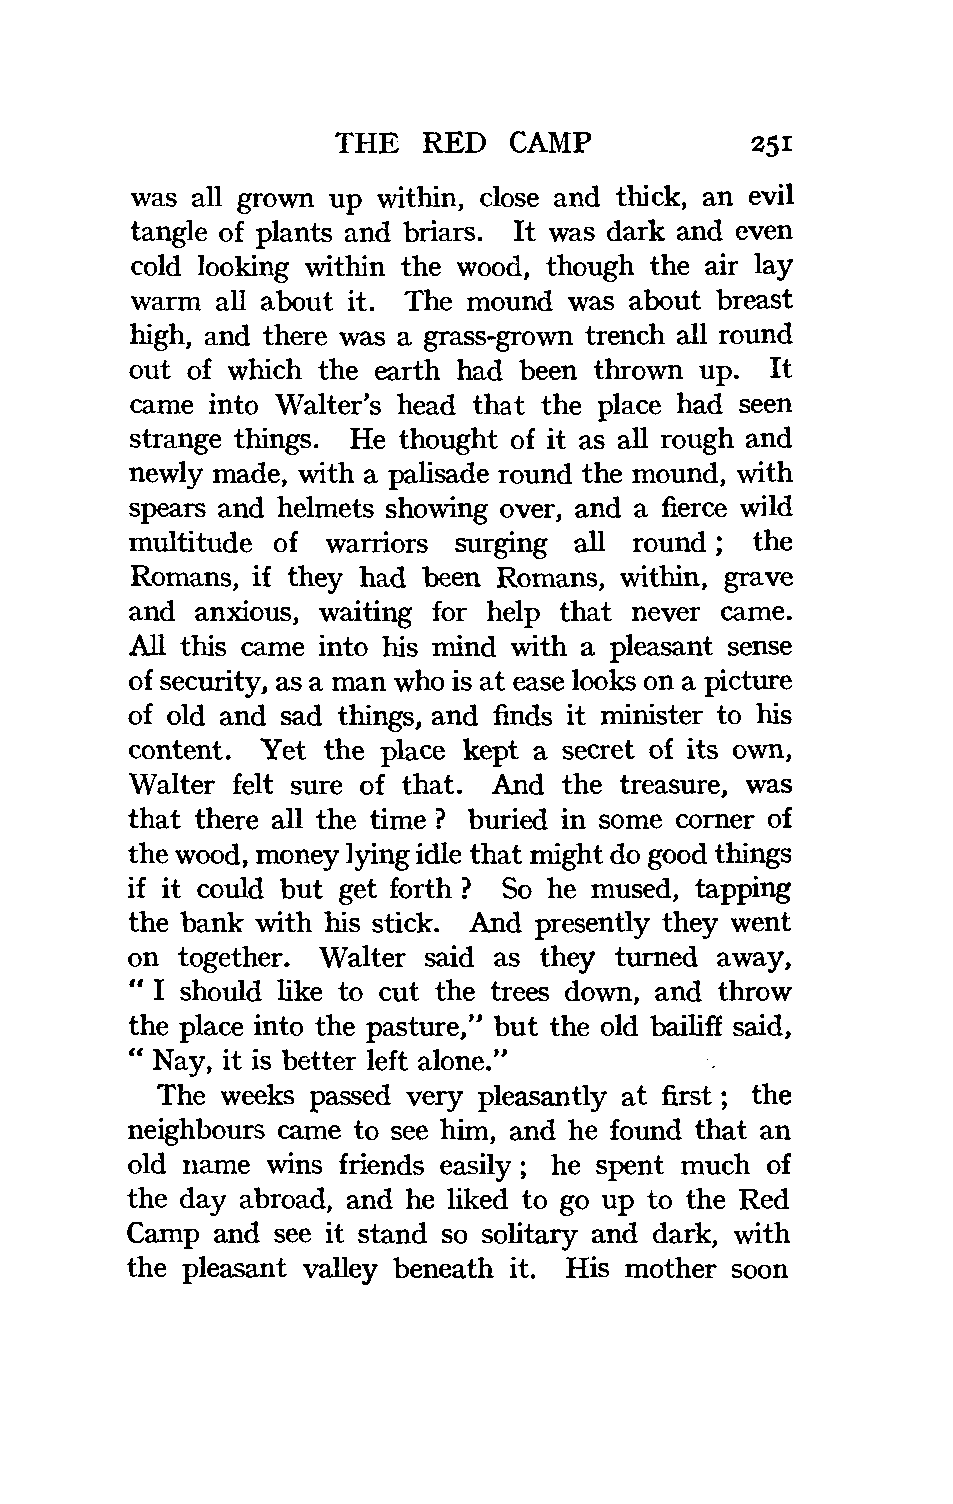 THE RED CAMP 251
was all grown up within, close and thick, an evil
tangle of plants and briars. It was dark and even
cold looking within the wood, though the air lay
warm all about it. The mound was about breast
high, and there was a grass-grown trench all round
out of which the earth had been thrown up. It
came into Walter's head that the place had seen
strange things. He thought of it as all rough and
newly made, with a palisade round the mound, with
spears and helmets showing over, and a fierce wild
multitude of warriors surging all round ; the
Romans, if they had been Romans, within, grave
and anxious, waiting for help that never came.
All this came into his mind with a pleasant sense
of security, as a man who is at ease looks on a picture
of old and sad things, and finds it minister to his
content. Yet the place kept a secret of its own,
Walter felt sure of that. And the treasure, was
that there all the time ? buried in some corner of
the wood, money lying idle that might do good things
if it could but get forth ? So he mused, tapping
the bank with his stick. And presently they went
on together. Walter said as they turned away,
" I should like to cut the trees down, and throw
the place into the pasture," but the old bailiff said,
" Nay, it is better left alone."
The weeks passed very pleasantly at first ; the
neighbours came to see him, and he found that an
old name wins friends easily ; he spent much of
the day abroad, and he liked to go up to the Red
Camp and see it stand so solitary and dark, with
the pleasant valley beneath it. His mother soon